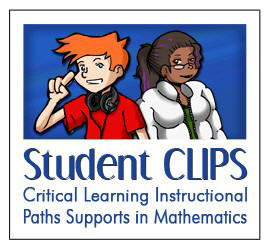 Student CLIPS
Critical Learning Instructional
Paths Supports in Mathematics